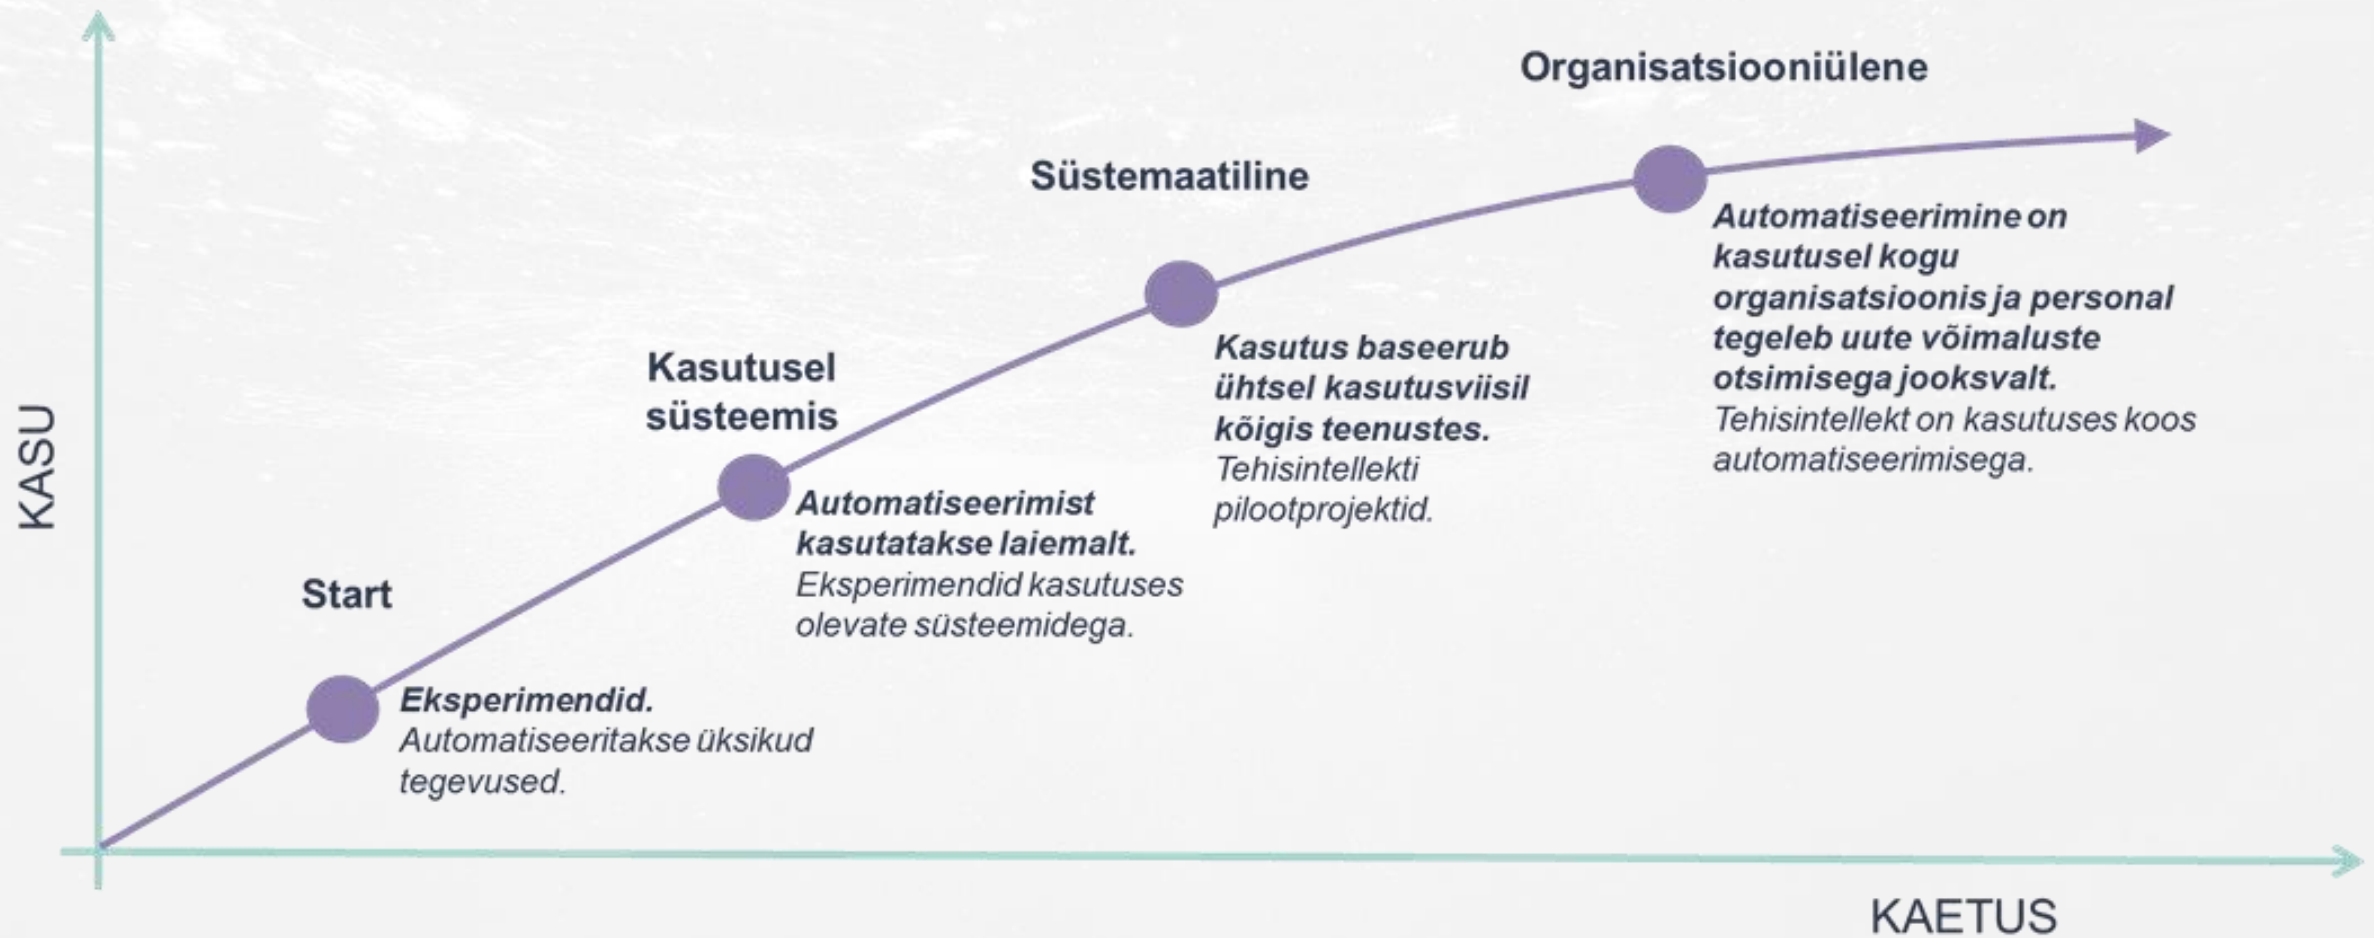 Organisatsiooniülene
Automatiseerimine on
kasutusel kogu
organisatsioonis ja personal
tegeleb uute võimaluste
otsimisega jooksvalt.
Tehisintellekt on kasutuses koos
automatiseerimisega.
Süstemaatiline
Kasutus baseerub
ühtsel kasutusviisil
kõigis teenustes.
Tehisintellekti
pilootprojektid.
Kasutusel
süsteemis
Automatiseerimist
kasutatakse laiemalt.
Eksperimendid kasutuses
olevate süsteemidega.
Start
Eksperimendid.
Automatiseeritakse üksikud
tegevused.
KASU
KAETUS